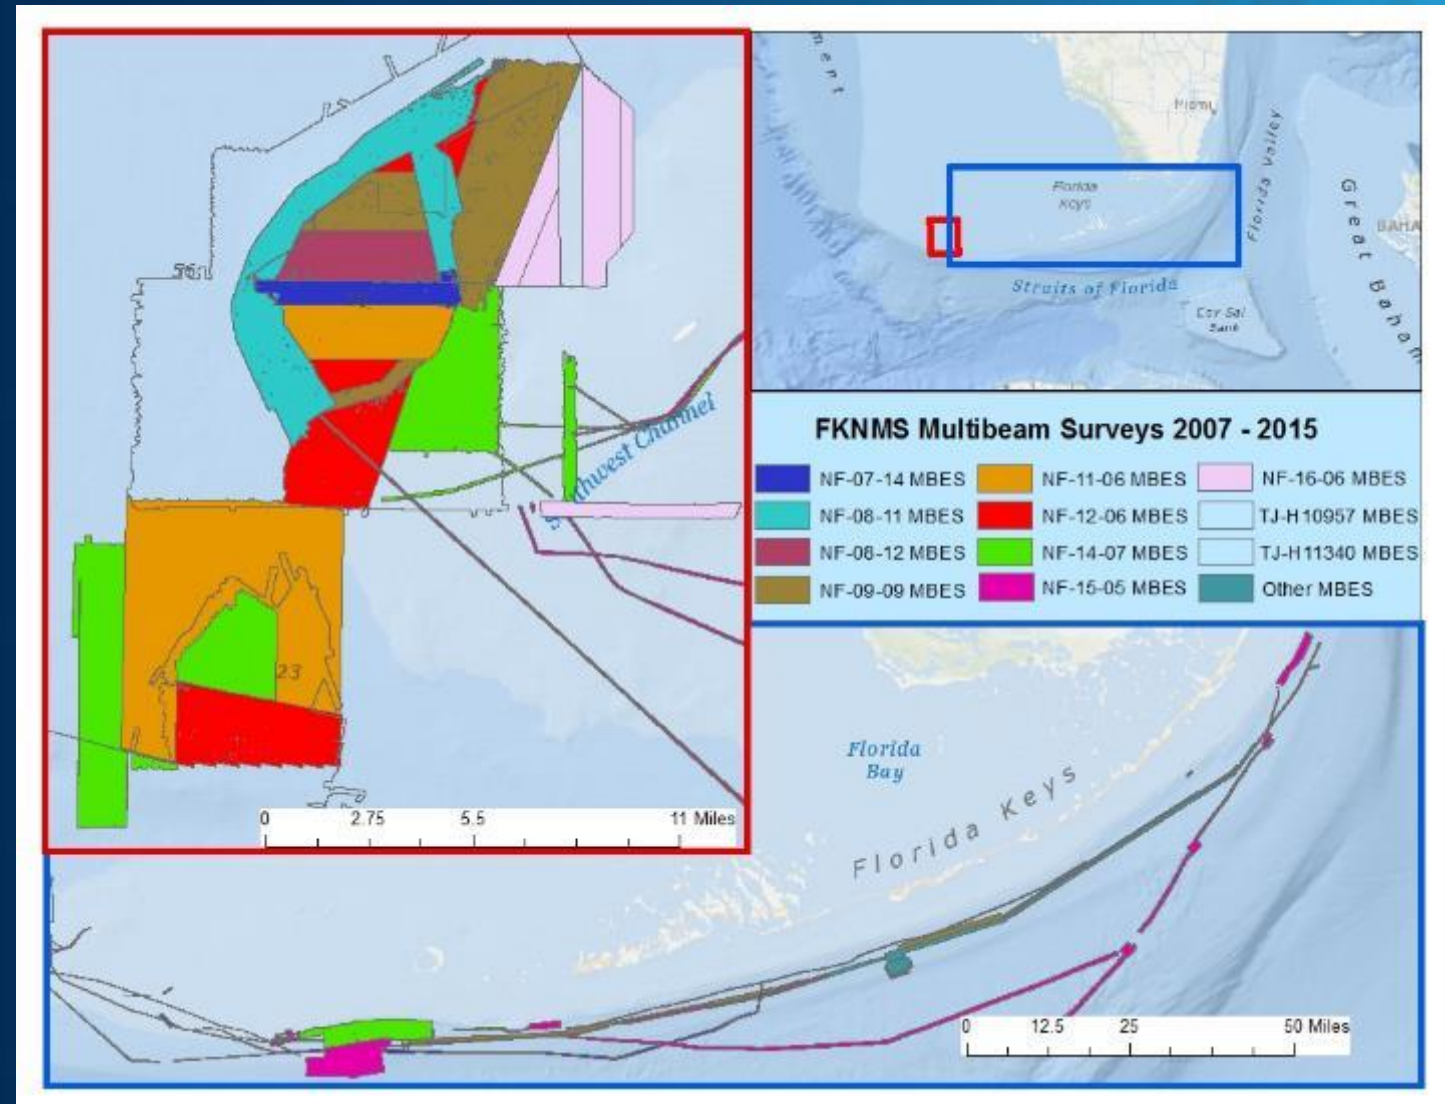 56
Southwest Channel
23
0 2.75 5.5 11 Miles
Miami
Florida
Keys
Florida Valley
Great Baham
BAHA
Straits of Florida
Cay Sal
Bank
FKNMS Multibeam Surveys 2007 - 2015
NF-07-14 MBES
NF-08-11 MBES
NF-08-12 MBES
NF-09-09 MBES
NF-11-06 MBES
NF-12-06 MBES
NF-14-07 MBES
NF-15-05 MBES
NF-16-06 MBES
TJ-H10957 MBES
TJ-H11340 MBES
Other MBES
Florida
Bay
Florida Keys
0 12.5 25 50 Miles